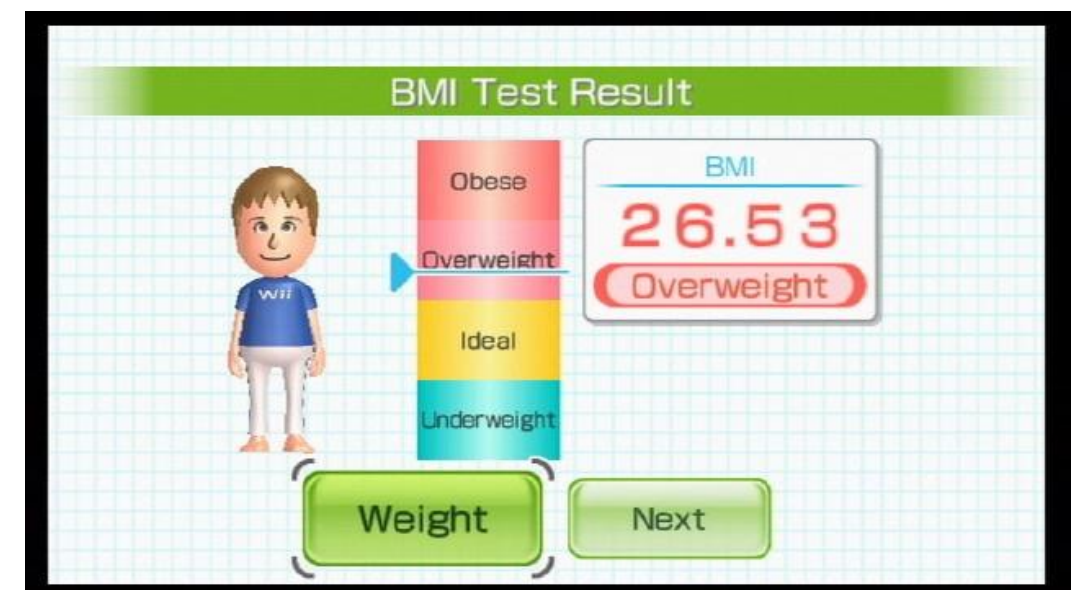 BMI Test Result
Obese
Overweight
Ideal
Underweight
BMI
26.53
Overweight
Wii
Weight
Next